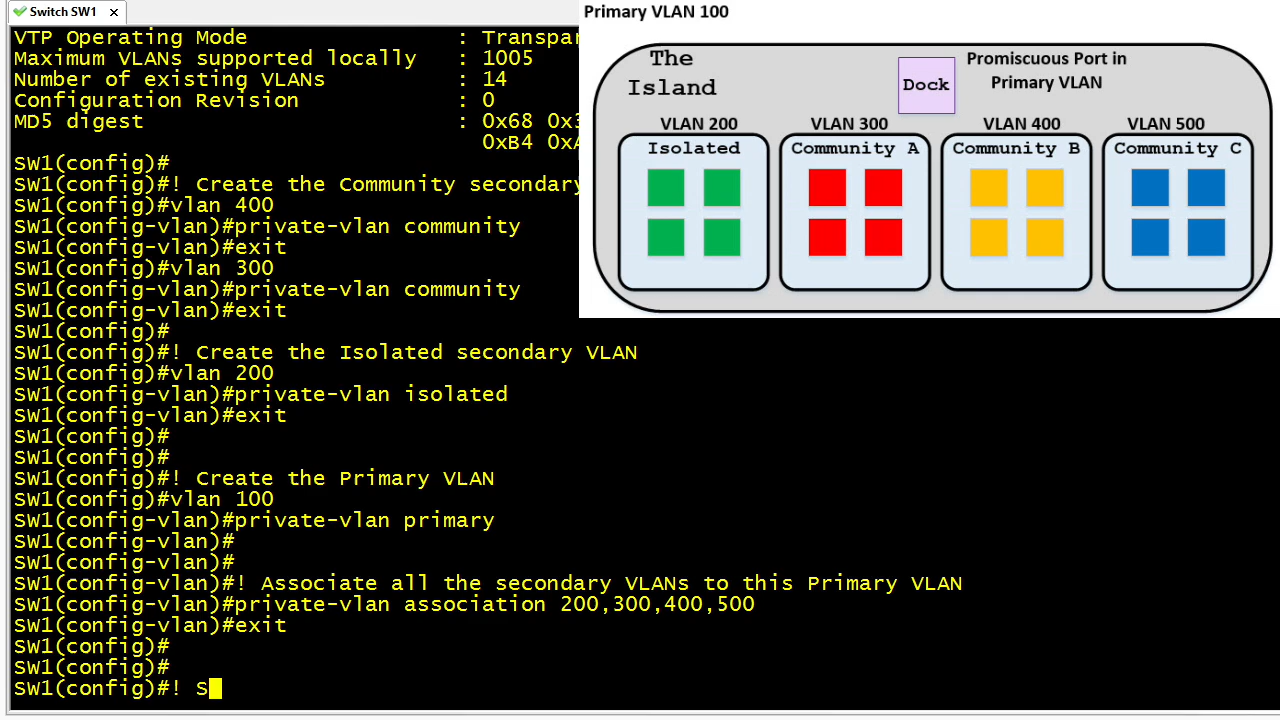 Switch SW1 ×
VTP Operating Mode : Transpar
Maximum VLANs supported locally : 1005
Number of existing VLANs : 14
Configuration Revision : 0
MD5 digest : 0x68
0xB4
SW1(config)#
SW1(config)#! Create the Community secondary
SW1(config)#vlan 400
SW1(config-vlan)#private-vlan community
SW1(config-vlan)#exit
SW1(config)#vlan 300
SW1(config-vlan)#private-vlan community
SW1(config-vlan)#exit
SW1(config)#
SW1(config)#! Create the Isolated secondary VLAN
SW1(config)#vlan 200
SW1(config-vlan)#private-vlan isolated
SW1(config-vlan)#exit
SW1(config)#
SW1(config)#
SW1(config)#! Create the Primary VLAN
SW1(config)#vlan 100
SW1(config-vlan)#private-vlan primary
SW1(config-vlan)#
SW1(config-vlan)#
SW1(config-vlan)#! Associate all the secondary VLANs to this Primary VLAN
SW1(config-vlan)#private-vlan association 200,300,400,500
SW1(config-vlan)#exit
SW1(config)#
SW1(config)#
SW1(config)#! S
Primary VLAN 100
The
Island
Dock
Promiscuous Port in
Primary VLAN
VLAN 200 VLAN 300 VLAN 400 VLAN 500
Isolated Community A Community B Community C